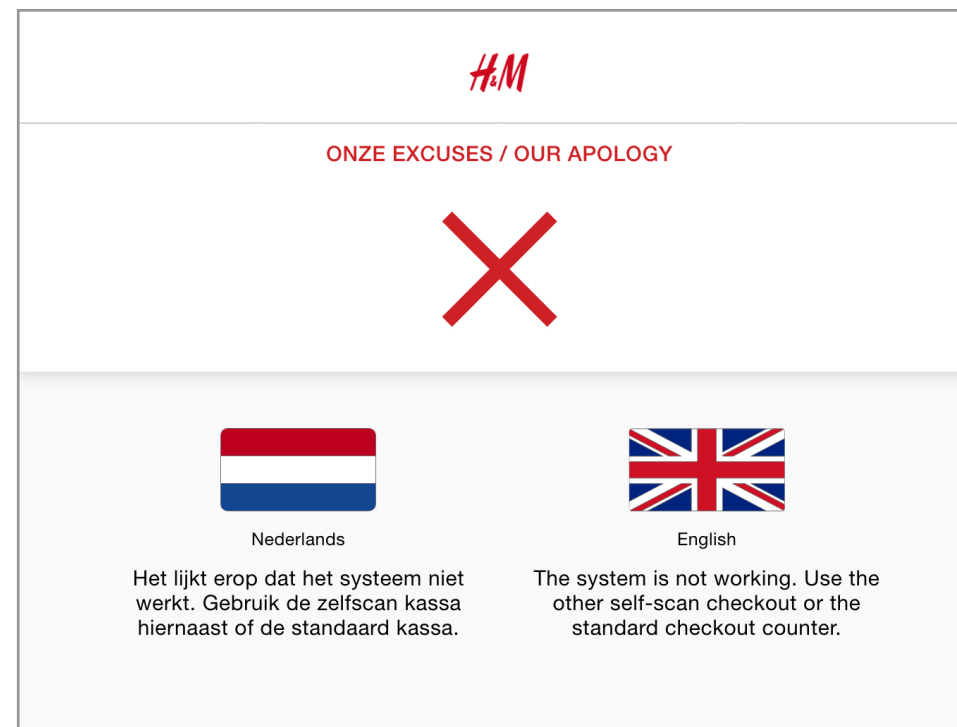 H&M
ONZE EXCUSES / OUR APOLOGY
Nederlands
Het lijkt erop dat het systeem niet
werkt. Gebruik de zelfscan kassa
hiernaast of de standaard kassa.
English
The system is not working. Use the
other self-scan checkout or the
standard checkout counter.